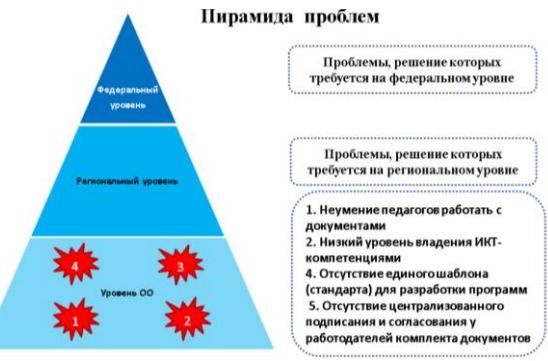 Пирамида проблем
Федеральный
уровень
Проблемы, решение которых
требуется на федеральном уровне
Региональный уровень
Проблемы, решение которых
требуется на региональном уровне
4
3
Уровень ОО
1
2
1. Неумение педагогов работать с
документами
2. Низкий уровень владения ИКТ-
компетенциями
4. Отсутствие единого шаблона
(стандарта) для разработки программ
5. Отсутствие централизованного
подписания и согласования у
работодателей комплекта документов